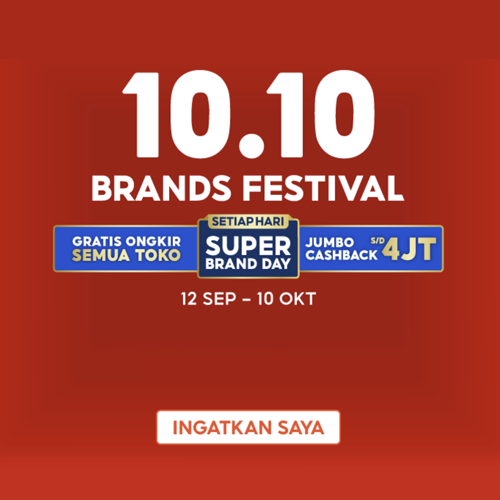 10.10
BRANDS FESTIVAL
SETIAP HARI
GRATIS ONGKIR
SEMUA TOKO
SUPER
BRAND DAY
JUMBO
CASHBACK
S/D 4JT
12 SEP – 10 OKT
INGATKAN SAYA